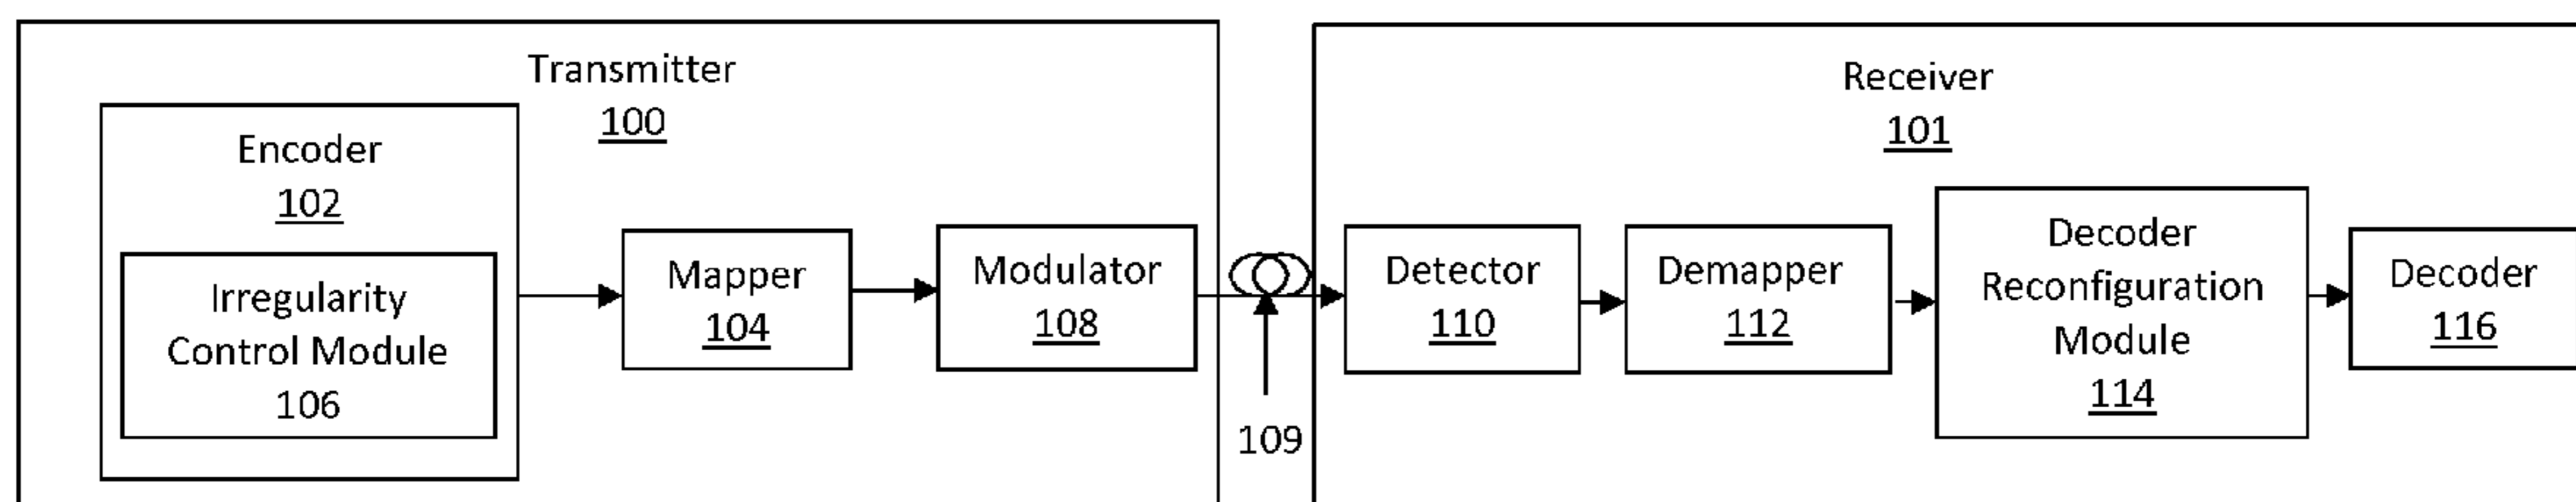 Transmitter
100
Encoder
102
Irregularity
Control Module
106
Mapper
104
Modulator
108
109
Receiver
101
Detector
110
Demapper
112
Decoder
Reconfiguration
Module
114
Decoder
116